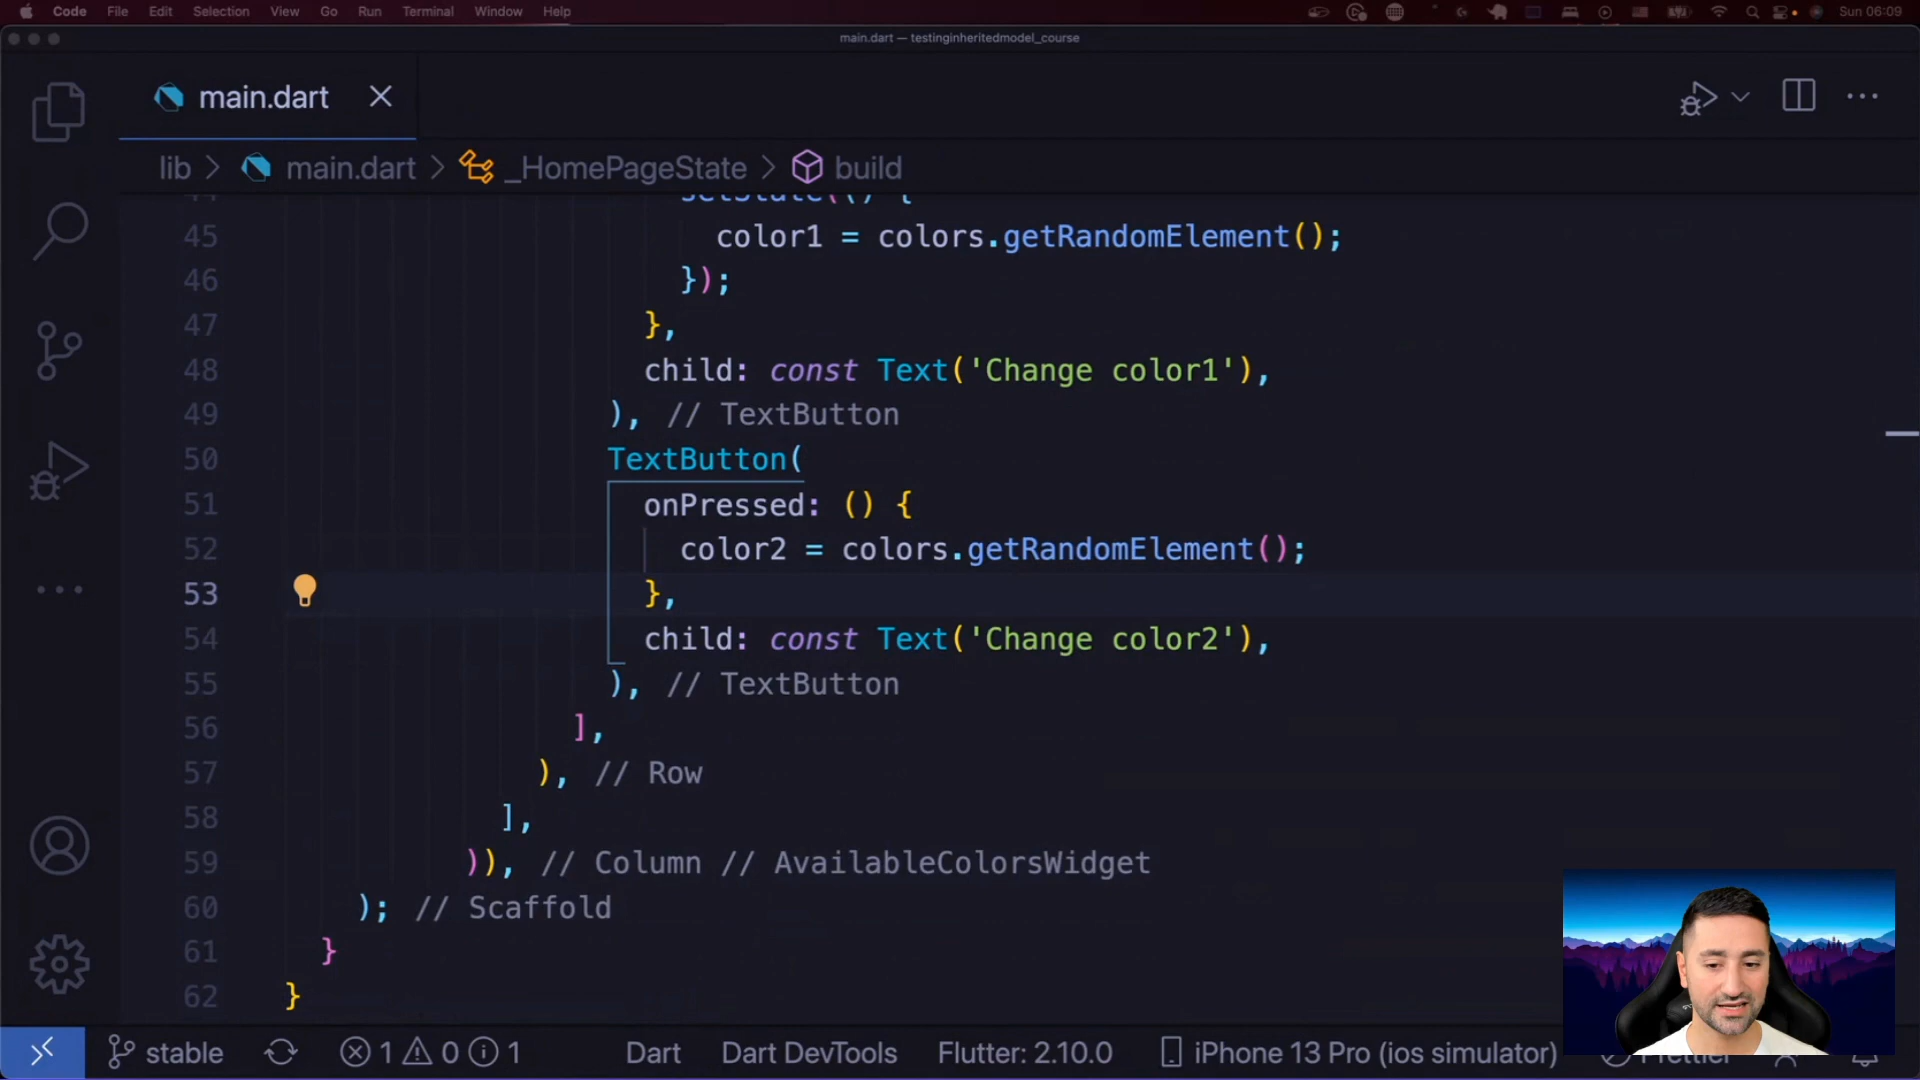 Code File Edit Selection View Go Run Terminal Window Help Sun 06:09
main.dart — testinginheritedmodel_course
main.dart
lib > main.dart > _HomePageState > build
44 setState(() {
45 color1 = colors.getRandomElement();
46 });
47 },
48 child: const Text('Change color1'),
49 ), // TextButton
50 TextButton(
51 onPressed: () {
52 color2 = colors.getRandomElement();
53 },
54 child: const Text('Change color2'),
55 ), // TextButton
56 ],
57 ), // Row
58 ],
59 )), // Column // AvailableColorsWidget
60 ); // Scaffold
61 }
62 }
stable 1 0 1 Dart Dart DevTools Flutter: 2.10.0 iPhone 13 Pro (ios simulator) Prettier